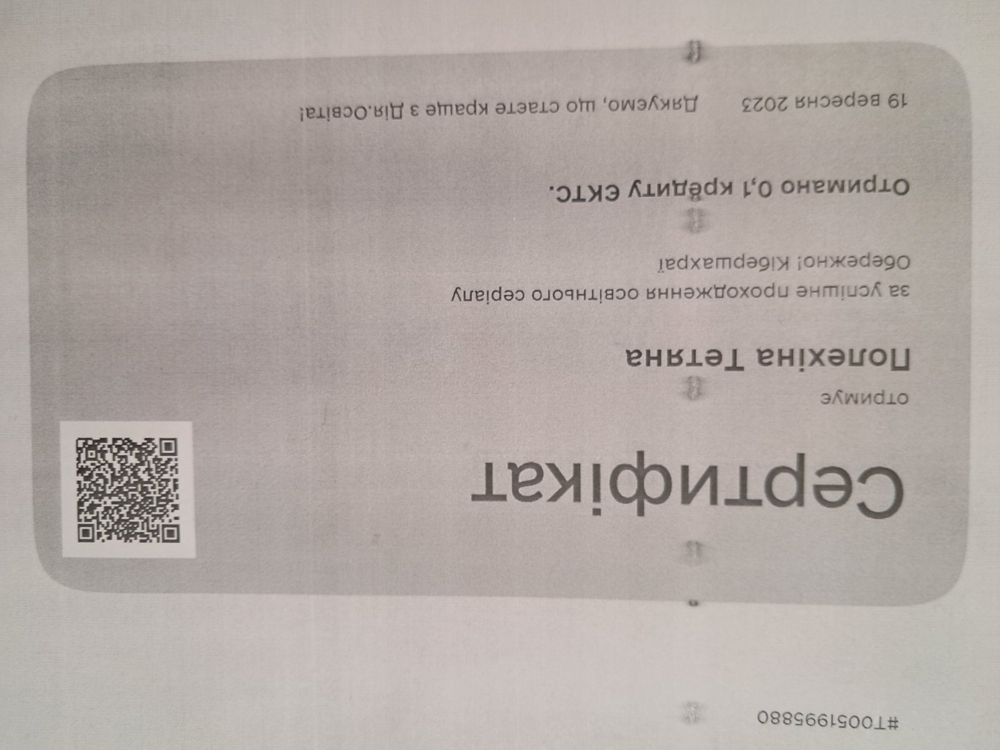 #T0051995880
Сертифікат
отримує
Полехіна Тетяна
за успішне проходження освітнього серіалу
Обережно! Кібершахраї
Отримано 0,1 кредиту ЄКТС.
19 вересня 2023 Дякуємо, що стаєте краще з Дія.Освіта!